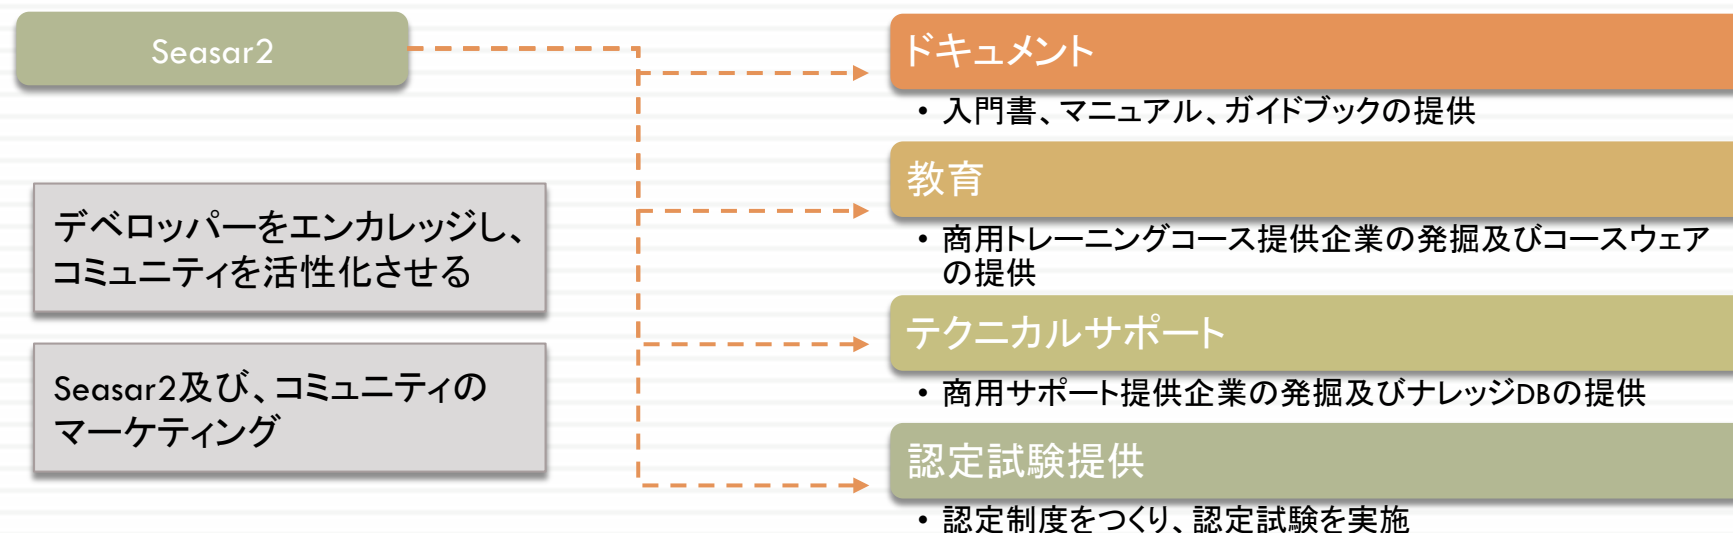 Seasar2
デベロッパーをエンカレッジし、
コミュニティを活性化させる
Seasar2及び、コミュニティの
マーケティング
ドキュメント
• 入門書、マニュアル、ガイドブックの提供
教育
• 商用トレーニングコース提供企業の発掘及びコースウェア
の提供
テクニカルサポート
• 商用サポート提供企業の発掘及びナレッジDBの提供
認定試験提供
• 認定制度をつくり、認定試験を実施